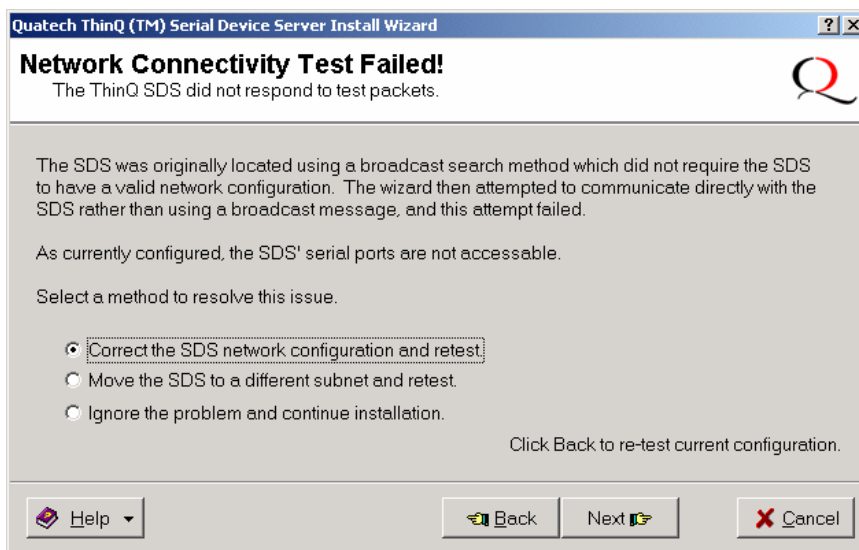 Quatech ThinQ (TM) Serial Device Server Install Wizard
Network Connectivity Test Failed!
The ThinQ SDS did not respond to test packets.
The SDS was originally located using a broadcast search method which did not require the SDS
to have a valid network configuration. The wizard then attempted to communicate directly with the
SDS rather than using a broadcast message, and this attempt failed.
As currently configured, the SDS' serial ports are not accessable.
Select a method to resolve this issue.
Correct the SDS network configuration and retest.
Move the SDS to a different subnet and retest.
Ignore the problem and continue installation.
Click Back to re-test current configuration.
Help
Back
Next
Cancel